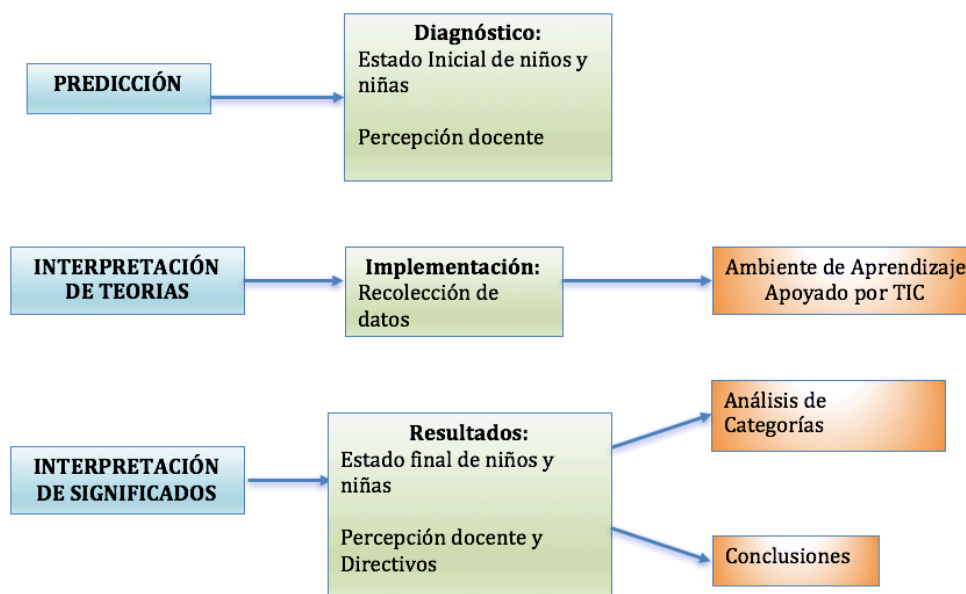 PREDICCIÓN
Diagnóstico:
Estado Inicial de niños y
niñas
Percepción docente
INTERPRETACIÓN
DE TEORIAS
Implementación:
Recolección de
datos
Ambiente de Aprendizaje
Apoyado por TIC
INTERPRETACIÓN
DE SIGNIFICADOS
Resultados:
Estado final de niños y
niñas
Percepción docente y
Directivos
Análisis de
Categorías
Conclusiones